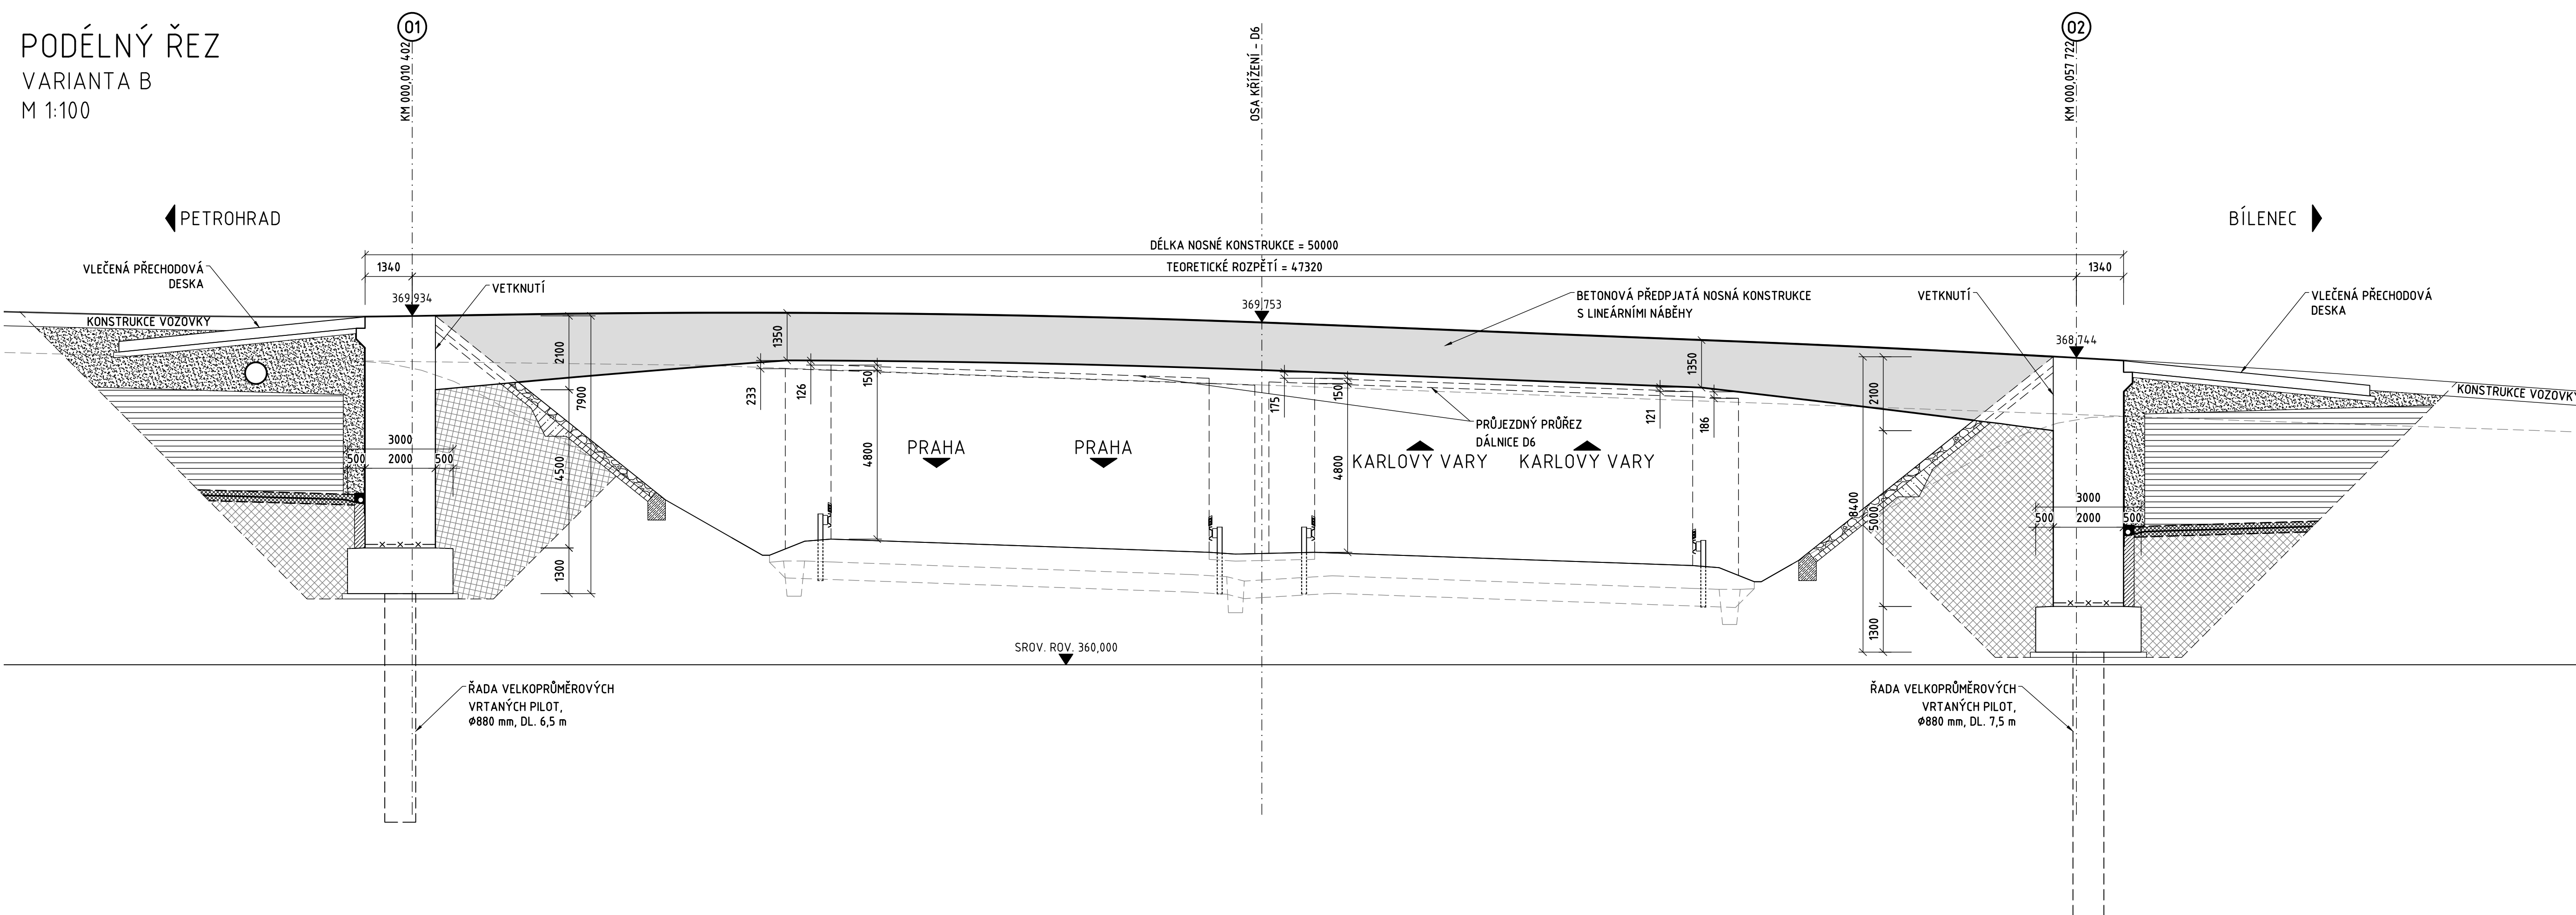 PODÉLNÝ ŘEZ
VARIANTA B
M 1:100
01
KM 000,010 402
OSA KŘÍŽENÍ - D6
02
KM 000,057 722
PETROHRAD
BÍLENEC
DÉLKA NOSNÉ KONSTRUKCE = 50000
1340
TEORETICKÉ ROZPĚTÍ = 47320
1340
VLEČENÁ PŘECHODOVÁ
DESKA
VETKNUTÍ
369,934
369,753
BETONOVÁ PŘEDPJATÁ NOSNÁ KONSTRUKCE
S LINEÁRNÍMI NÁBĚHY
VETKNUTÍ
368,744
VLEČENÁ PŘECHODOVÁ
DESKA
KONSTRUKCE VOZOVKY
KONSTRUKCE VOZOVKY
2100
7900
4500
1300
1350
233
126
150
4800
175
150
4800
121
1350
186
2100
8400
5000
1300
3000
500
2000
500
3000
500
2000
500
PRAHA
PRAHA
KARLOVY VARY
KARLOVY VARY
PRŮJEZDNÝ PRŮŘEZ
DÁLNICE D6
SROV. ROV. 360,000
ŘADA VELKOPRŮMĚROVÝCH
VRTANÝCH PILOT,
Ø880 mm, DL. 6,5 m
ŘADA VELKOPRŮMĚROVÝCH
VRTANÝCH PILOT,
Ø880 mm, DL. 7,5 m